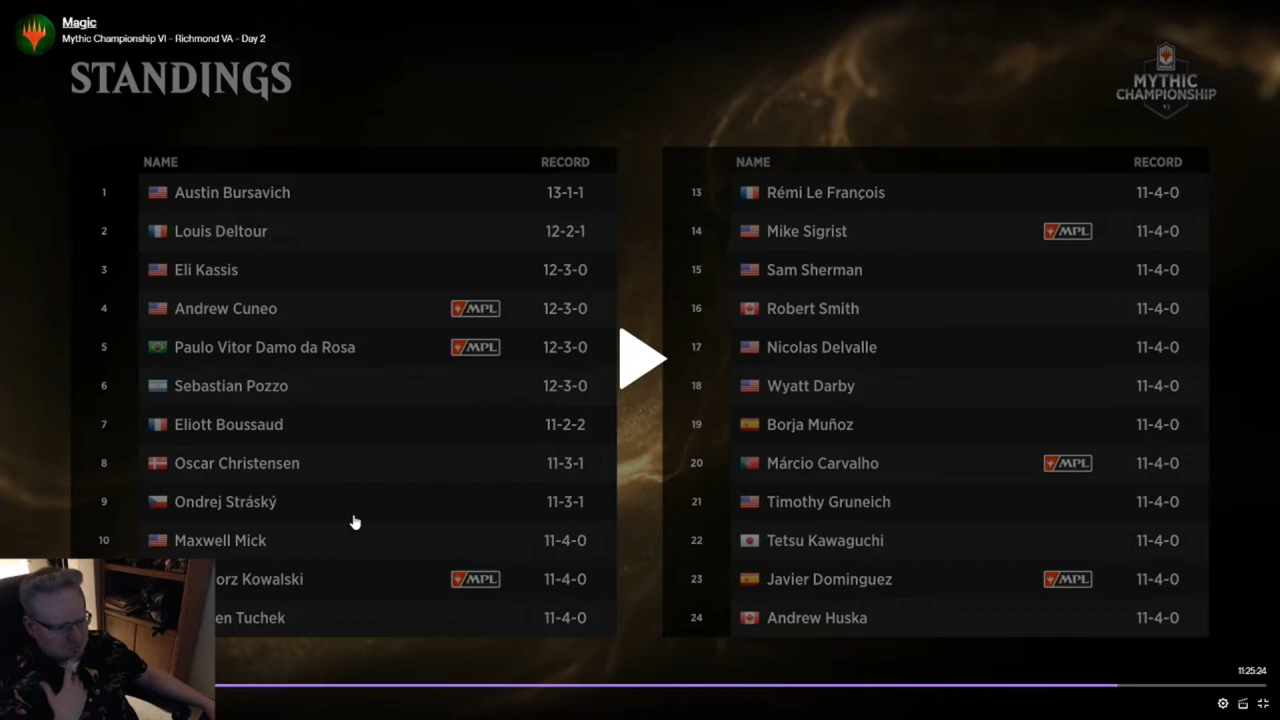 Magic
Mythic Championship VI - Richmond VA - Day 2
STANDINGS
MYTHIC
CHAMPIONSHIP
VI
NAME RECORD
1 Austin Bursavich 13-1-1
2 Louis Deltour 12-2-1
3 Eli Kassis 12-3-0
4 Andrew Cuneo MPL 12-3-0
5 Paulo Vitor Damo da Rosa MPL 12-3-0
6 Sebastian Pozzo 12-3-0
7 Eliott Boussaud 11-2-2
8 Oscar Christensen 11-3-1
9 Ondrej Stráský 11-3-1
10 Maxwell Mick 11-4-0
orz Kowalski MPL 11-4-0
en Tuchek 11-4-0
NAME RECORD
13 Rémi Le François 11-4-0
14 Mike Sigrist MPL 11-4-0
15 Sam Sherman 11-4-0
16 Robert Smith 11-4-0
17 Nicolas Delvalle 11-4-0
18 Wyatt Darby 11-4-0
19 Borja Muñoz 11-4-0
20 Márcio Carvalho MPL 11-4-0
21 Timothy Gruneich 11-4-0
22 Tetsu Kawaguchi 11-4-0
23 Javier Dominguez MPL 11-4-0
24 Andrew Huska 11-4-0
11:25:24